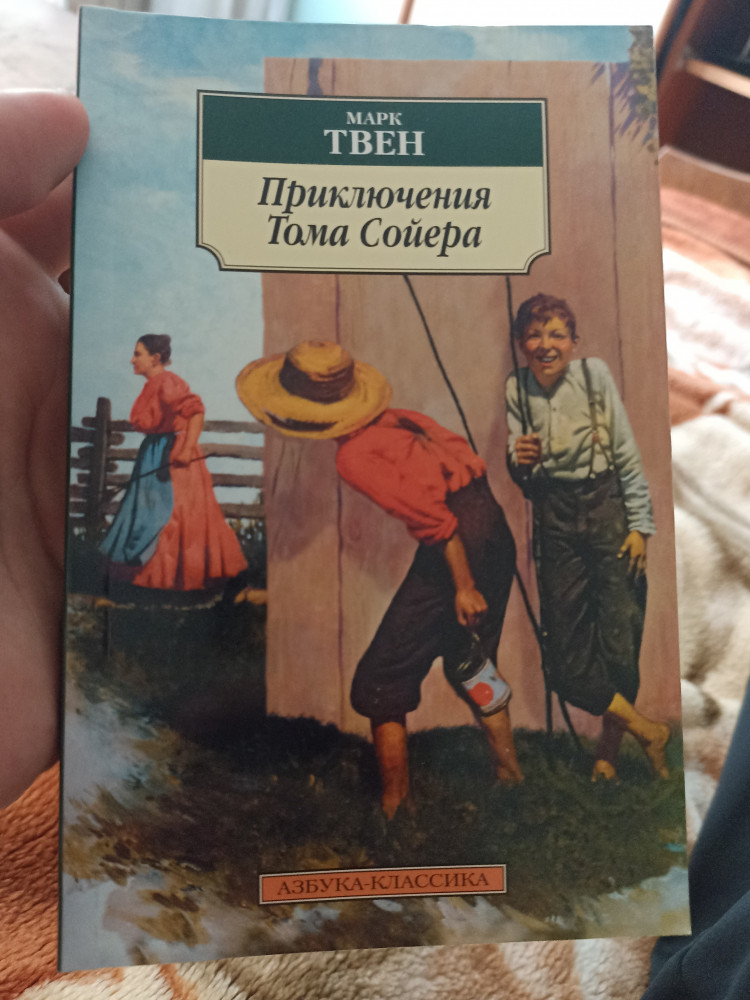 МАРК
ТВЕН
Приключения
Тома Сойера
АЗБУКА-КЛАССИКА